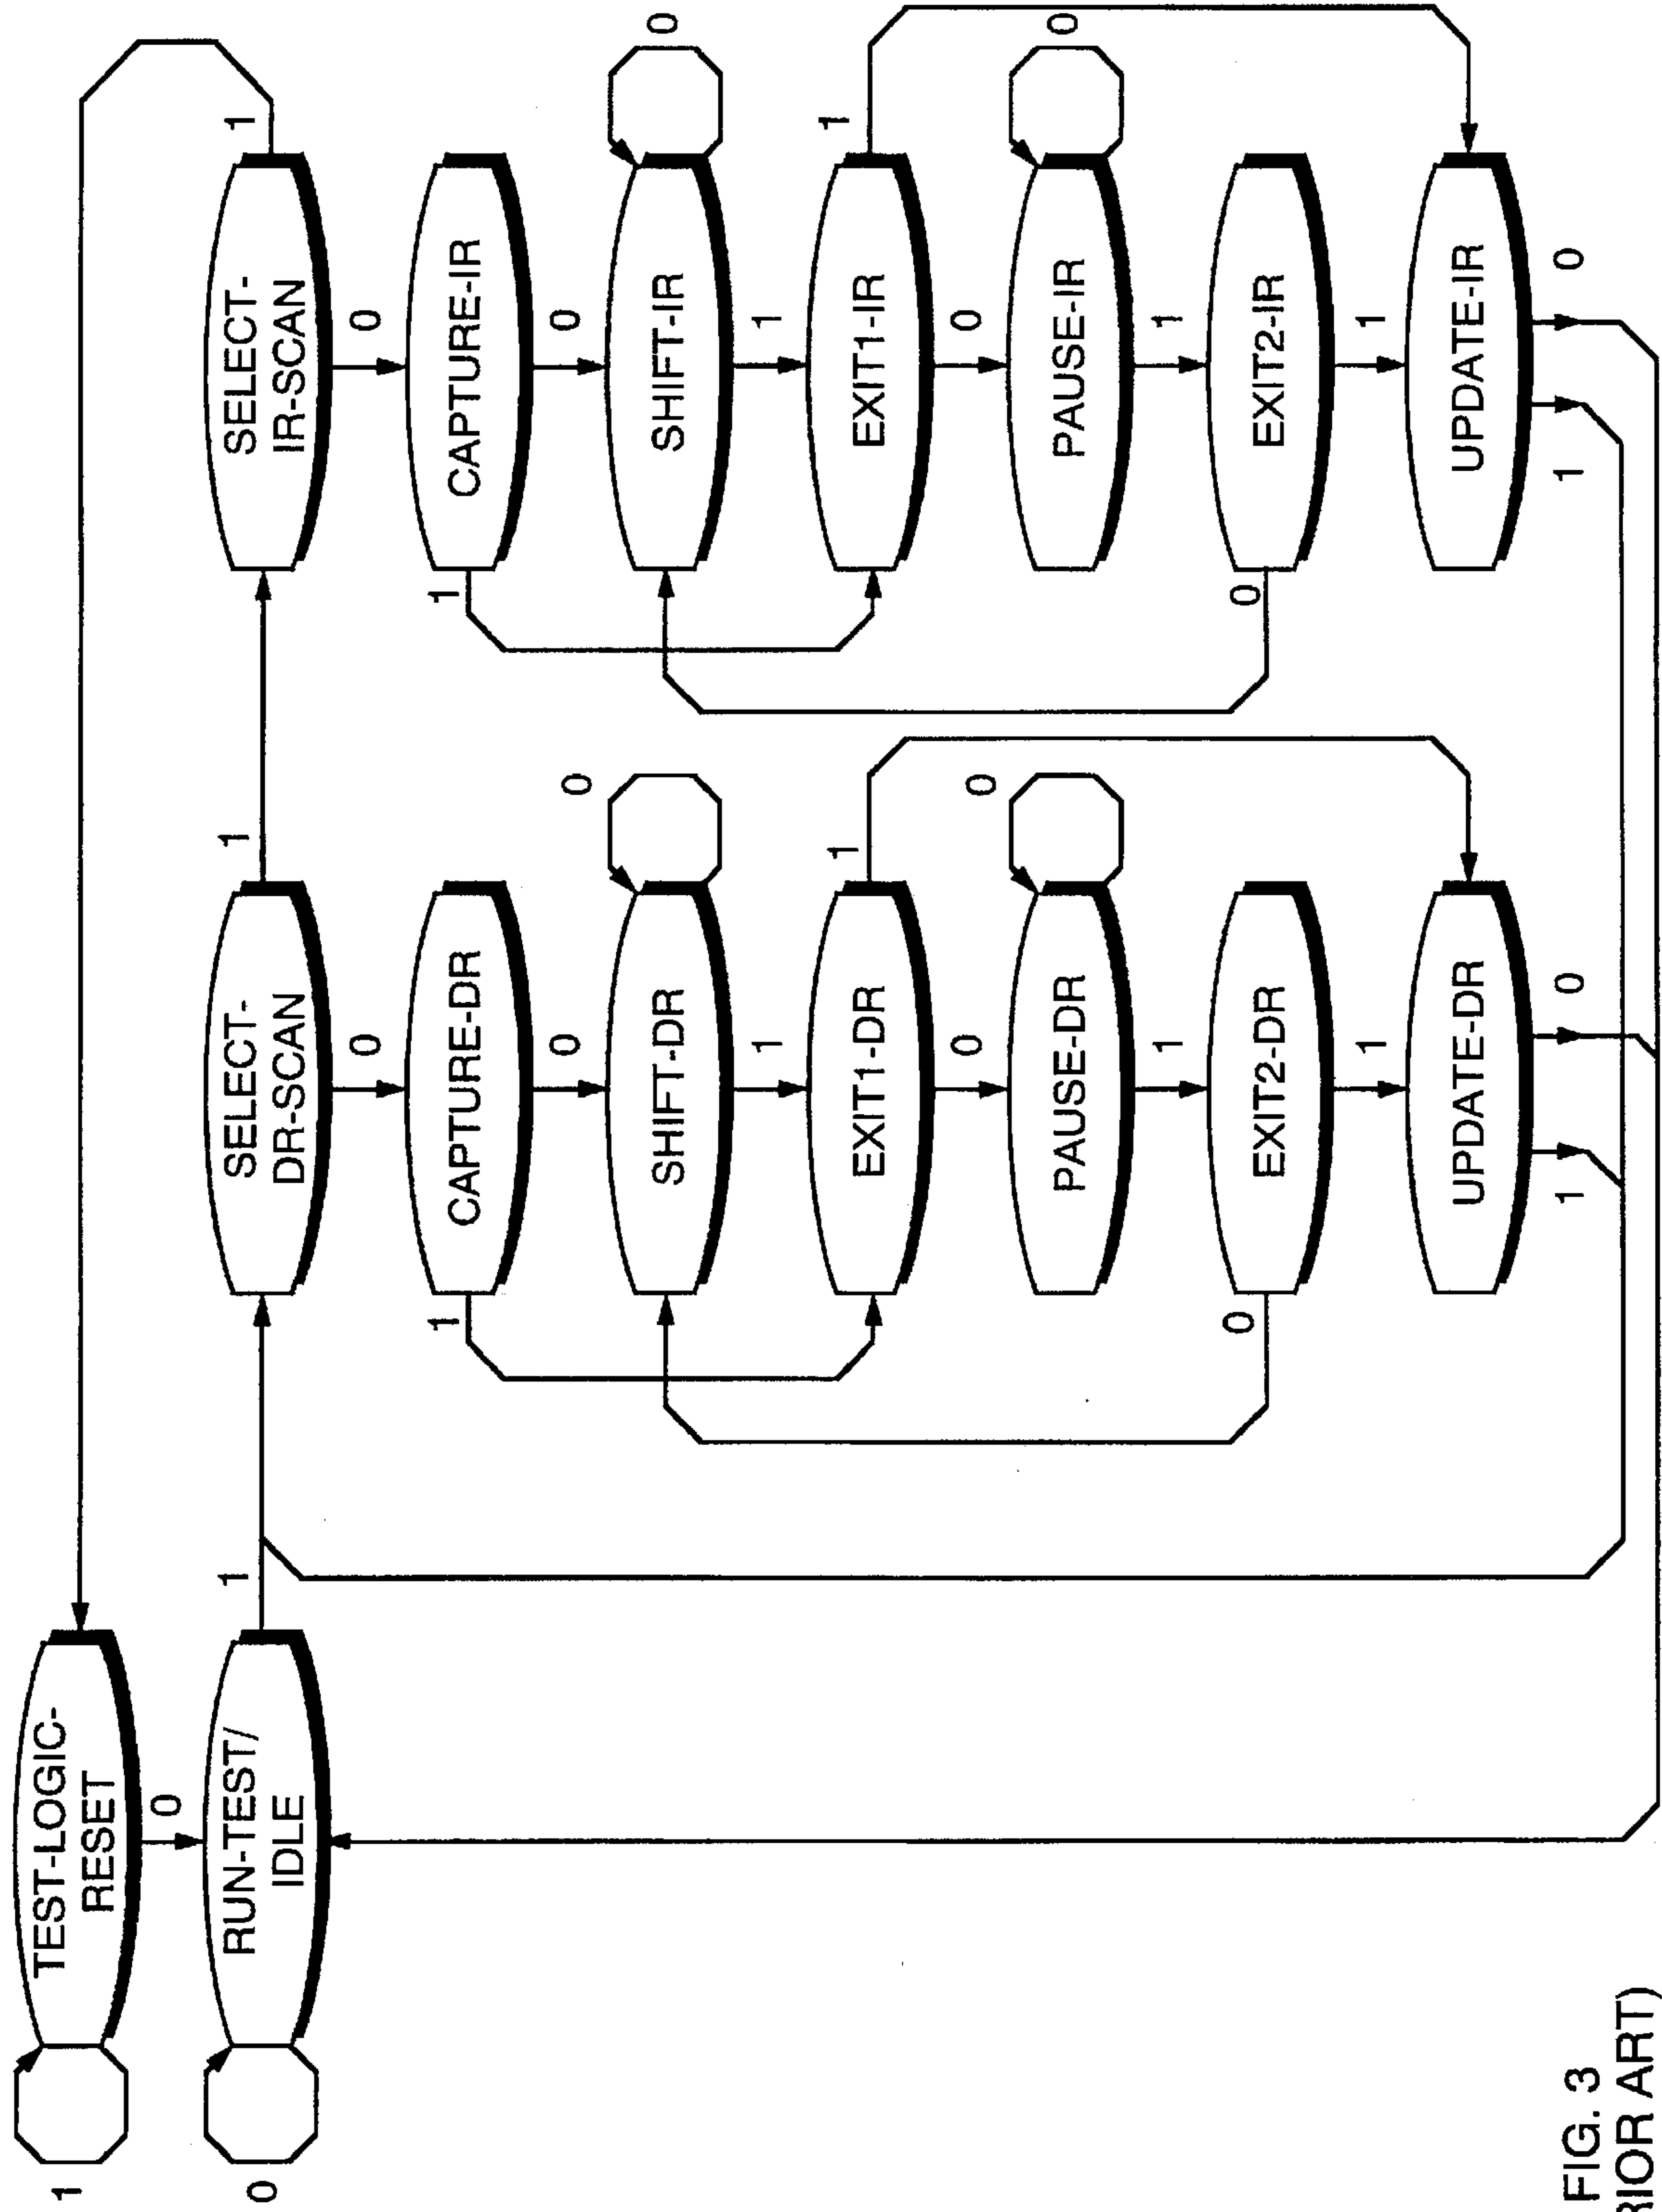 1
TEST-LOGIC-
RESET
0
0
RUN-TEST/
IDLE
1
SELECT-
DR-SCAN
1
0
CAPTURE-DR
1
0
SHIFT-DR
0
1
EXIT1-DR
1
0
PAUSE-DR
0
1
EXIT2-DR
0
1
UPDATE-DR
1
0
SELECT-
IR-SCAN
1
0
CAPTURE-IR
1
0
SHIFT-IR
0
1
EXIT1-IR
1
0
PAUSE-IR
0
1
EXIT2-IR
0
1
UPDATE-IR
1
0
FIG. 3
RIOR ART)